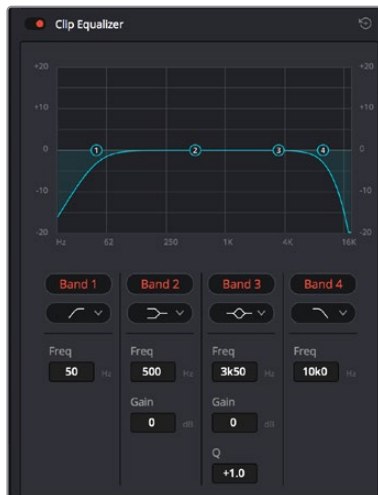 Clip Equalizer
+20 +20
+10 +10
0 1 2 3 4 0
-10 -10
-20 -20
Hz 62 250 1K 4K 16K
Band 1 Band 2 Band 3 Band 4
Freq Freq Freq Freq
50 Hz 500 Hz 3k50 Hz 10k0 Hz
Gain Gain
0 dB 0 dB
Q
+1.0